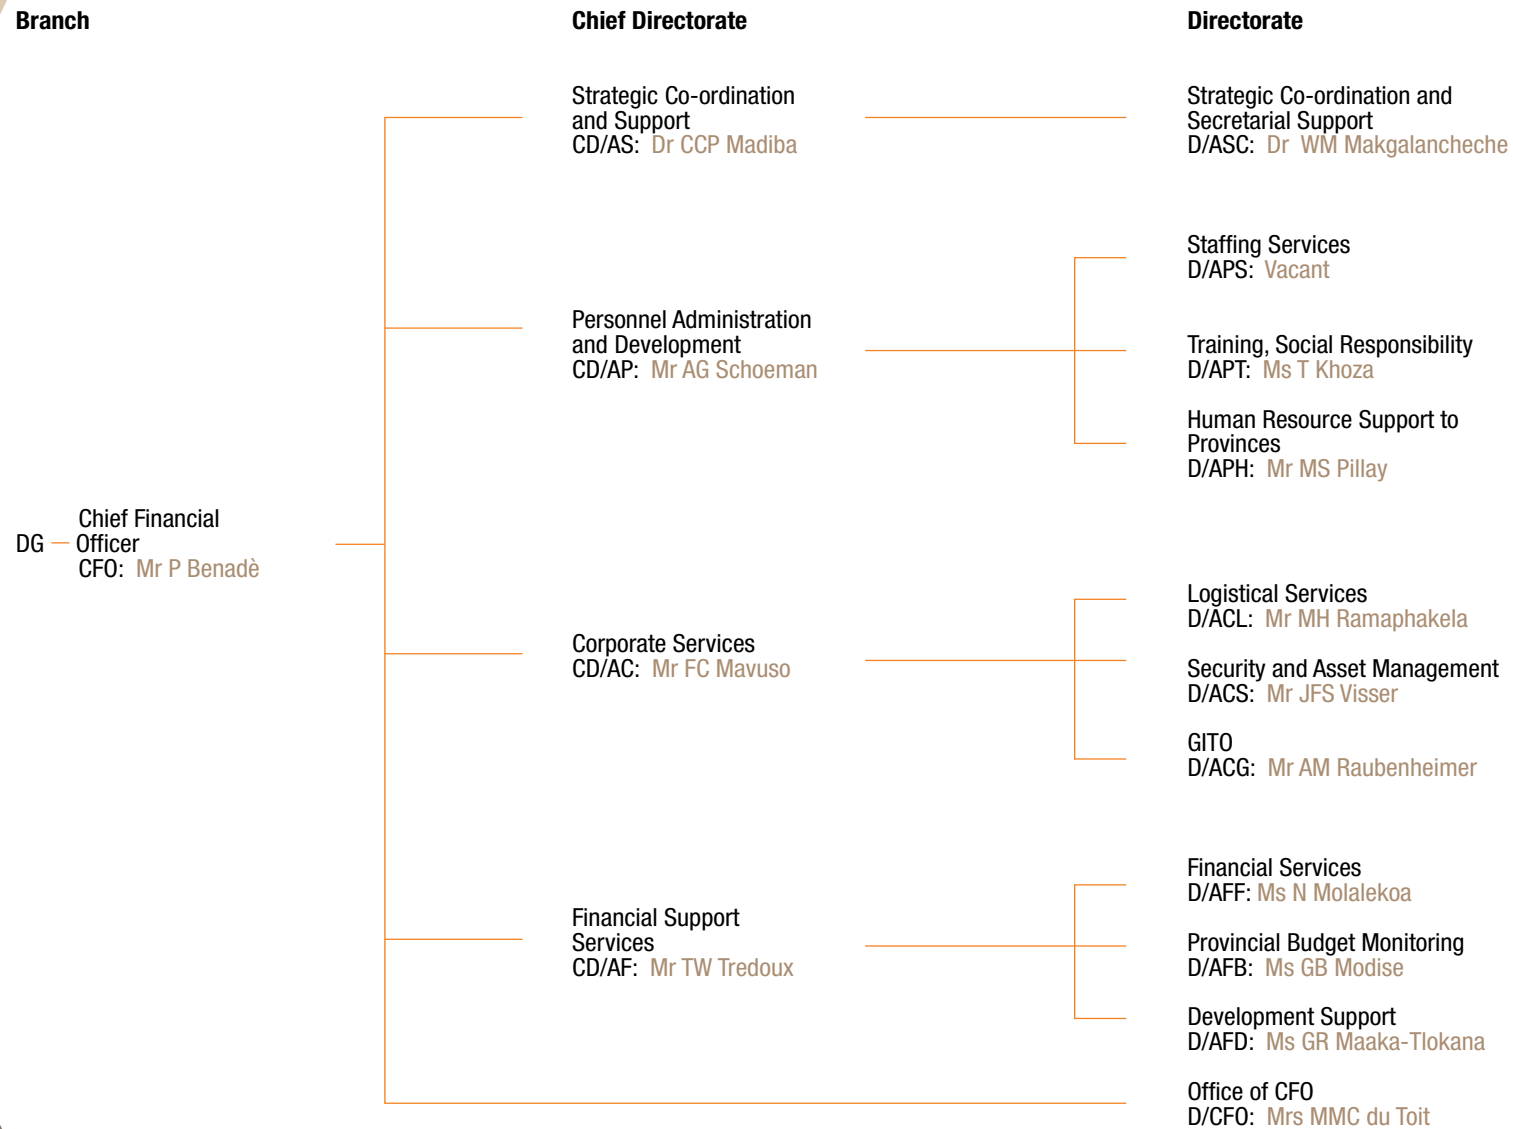 Branch
Chief Directorate
Directorate
DG
Chief Financial
Officer
CFO: Mr P Benadè
Strategic Co-ordination
and Support
CD/AS: Dr CCP Madiba
Strategic Co-ordination and
Secretarial Support
D/ASC: Dr WM Makgalancheche
Personnel Administration
and Development
CD/AP: Mr AG Schoeman
Staffing Services
D/APS: Vacant
Training, Social Responsibility
D/APT: Ms T Khoza
Human Resource Support to
Provinces
D/APH: Mr MS Pillay
Corporate Services
CD/AC: Mr FC Mavuso
Logistical Services
D/ACL: Mr MH Ramaphakela
Security and Asset Management
D/ACS: Mr JFS Visser
GITO
D/ACG: Mr AM Raubenheimer
Financial Support
Services
CD/AF: Mr TW Tredoux
Financial Services
D/AFF: Ms N Molalekoa
Provincial Budget Monitoring
D/AFB: Ms GB Modise
Development Support
D/AFD: Ms GR Maaka-Tlokana
Office of CFO
D/CFO: Mrs MMC du Toit